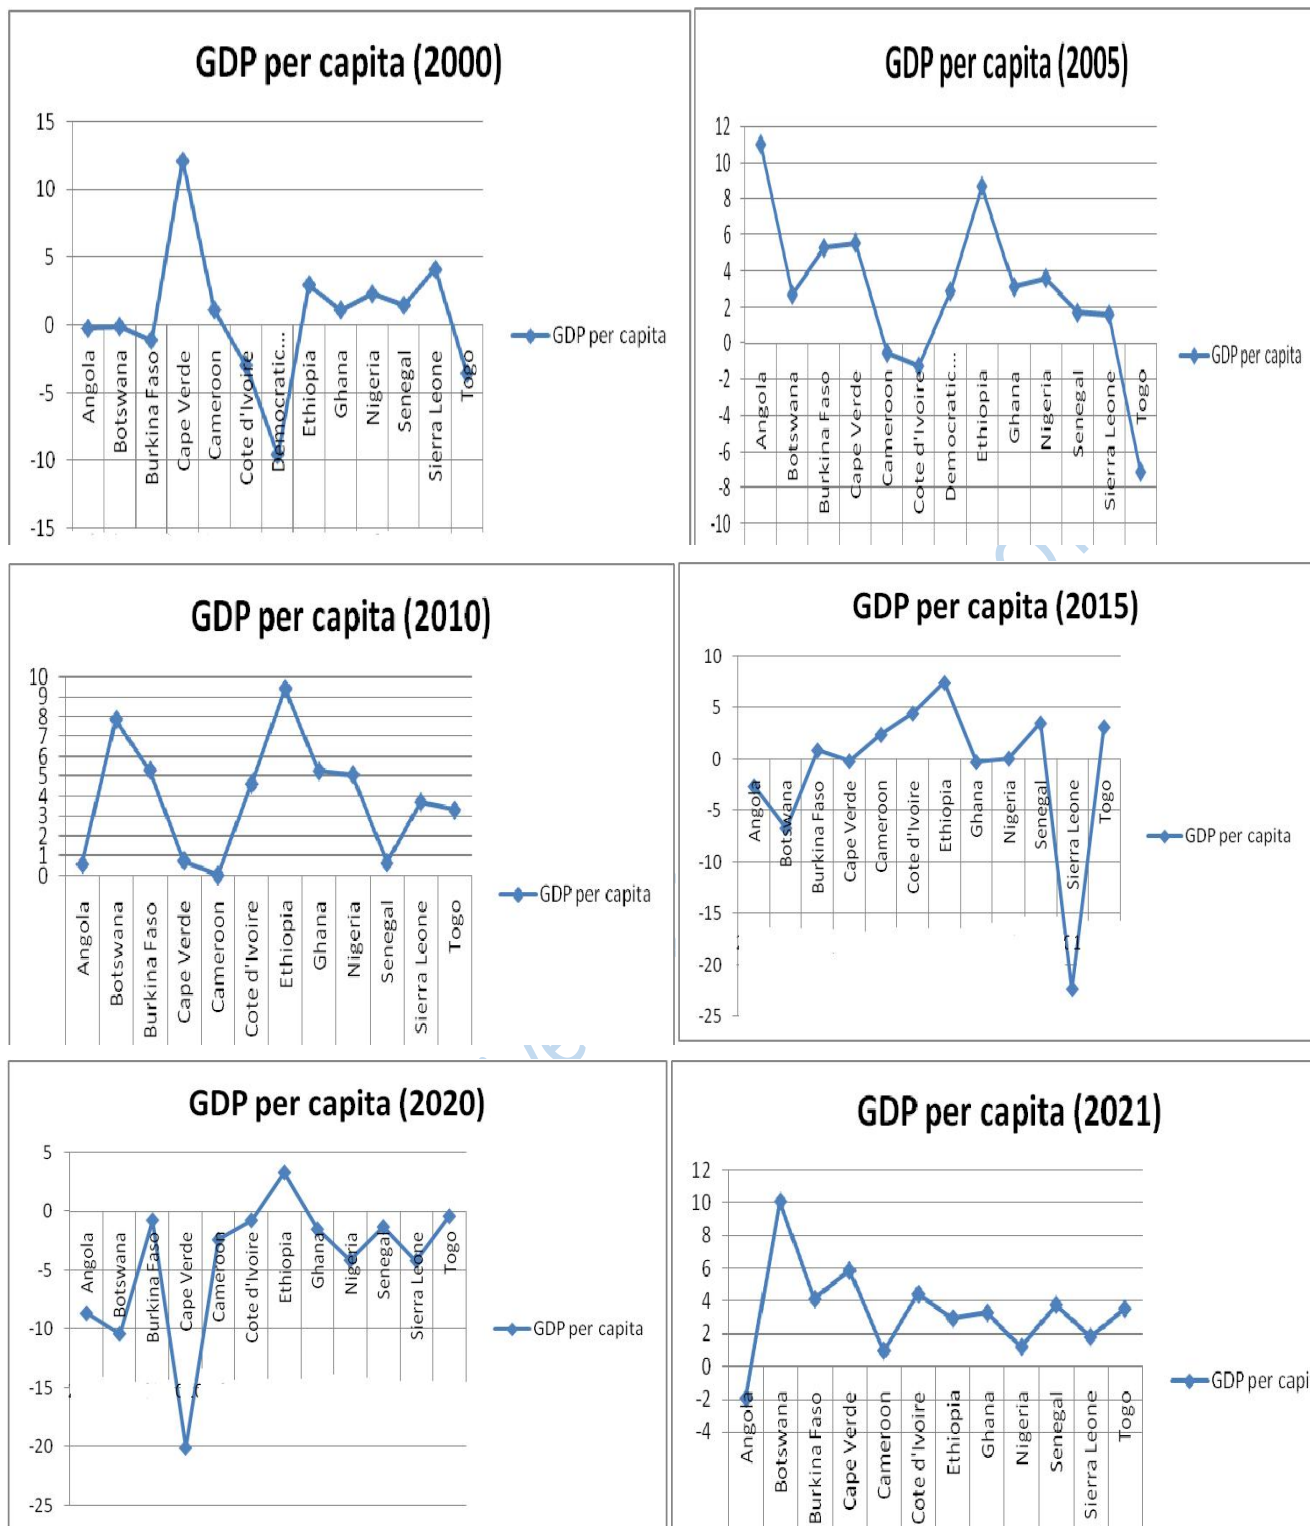 GDP per capita (2000)
15
10
5
0
-5
-10
-15
Angola
Botswana
Burkina Faso
Cape Verde
Cameroon
Cote d'Ivoire
Democratic...
Ethiopia
Ghana
Nigeria
Senegal
Sierra Leone
Togo
GDP per capita
GDP per capita (2005)
12
10
8
6
4
2
0
-2
-4
-6
-8
-10
Angola
Botswana
Burkina Faso
Cape Verde
Cameroon
Cote d'Ivoire
Democratic...
Ethiopia
Ghana
Nigeria
Senegal
Sierra Leone
Togo
GDP per capita
GDP per capita (2010)
10
9
8
7
6
5
4
3
2
1
0
Angola
Botswana
Burkina Faso
Cape Verde
Cameroon
Cote d'Ivoire
Ethiopia
Ghana
Nigeria
Senegal
Sierra Leone
Togo
GDP per capita
GDP per capita (2015)
10
5
0
-5
-10
-15
-20
-25
Angola
Botswana
Burkina Faso
Cape Verde
Cameroon
Cote d'Ivoire
Ethiopia
Ghana
Nigeria
Senegal
Sierra Leone
Togo
GDP per capita
GDP per capita (2020)
5
0
-5
-10
-15
-20
-25
Angola
Botswana
Burkina Faso
Cape Verde
Cameroon
Cote d'Ivoire
Ethiopia
Ghana
Nigeria
Senegal
Sierra Leone
Togo
GDP per capita
GDP per capita (2021)
12
10
8
6
4
2
0
-2
-4
Angola
Botswana
Burkina Faso
Cape Verde
Cameroon
Cote d'Ivoire
Ethiopia
Ghana
Nigeria
Senegal
Sierra Leone
Togo
GDP per capi